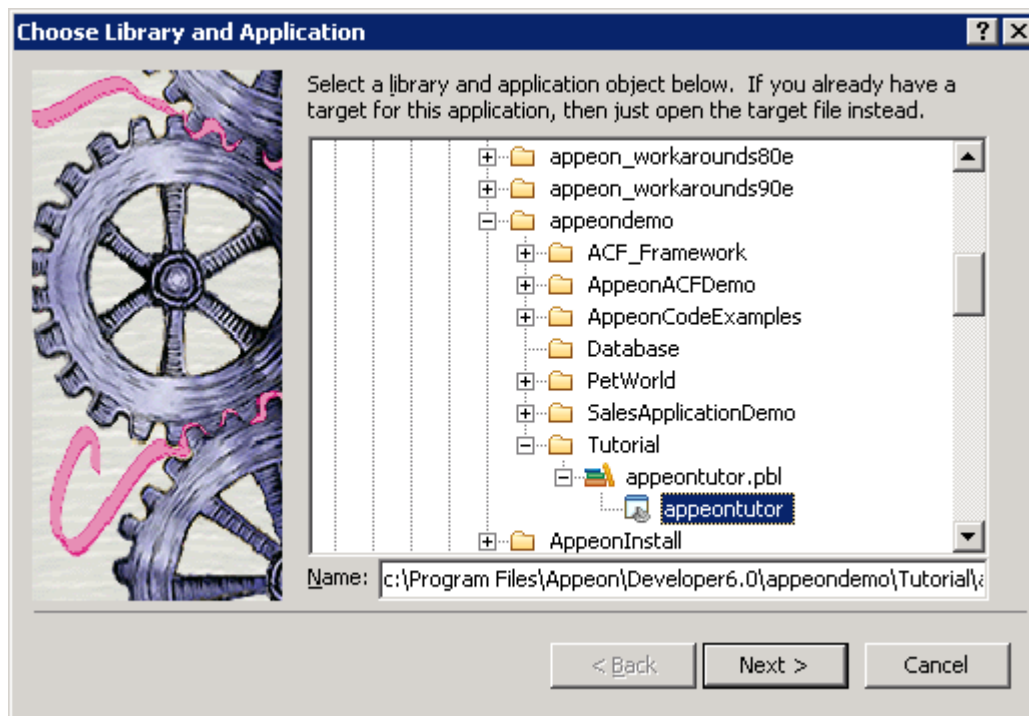 Choose Library and Application
Select a library and application object below. If you already have a
target for this application, then just open the target file instead.
appeon_workarounds80e
appeon_workarounds90e
appeondemo
ACF_Framework
AppeonACFDemo
AppeonCodeExamples
Database
PetWorld
SalesApplicationDemo
Tutorial
appeontutor.pbl
appeontutor
AppeonInstall
Name: c:\Program Files\Appeon\Developer6.0\appeondemo\Tutorial\a
< Back Next > Cancel